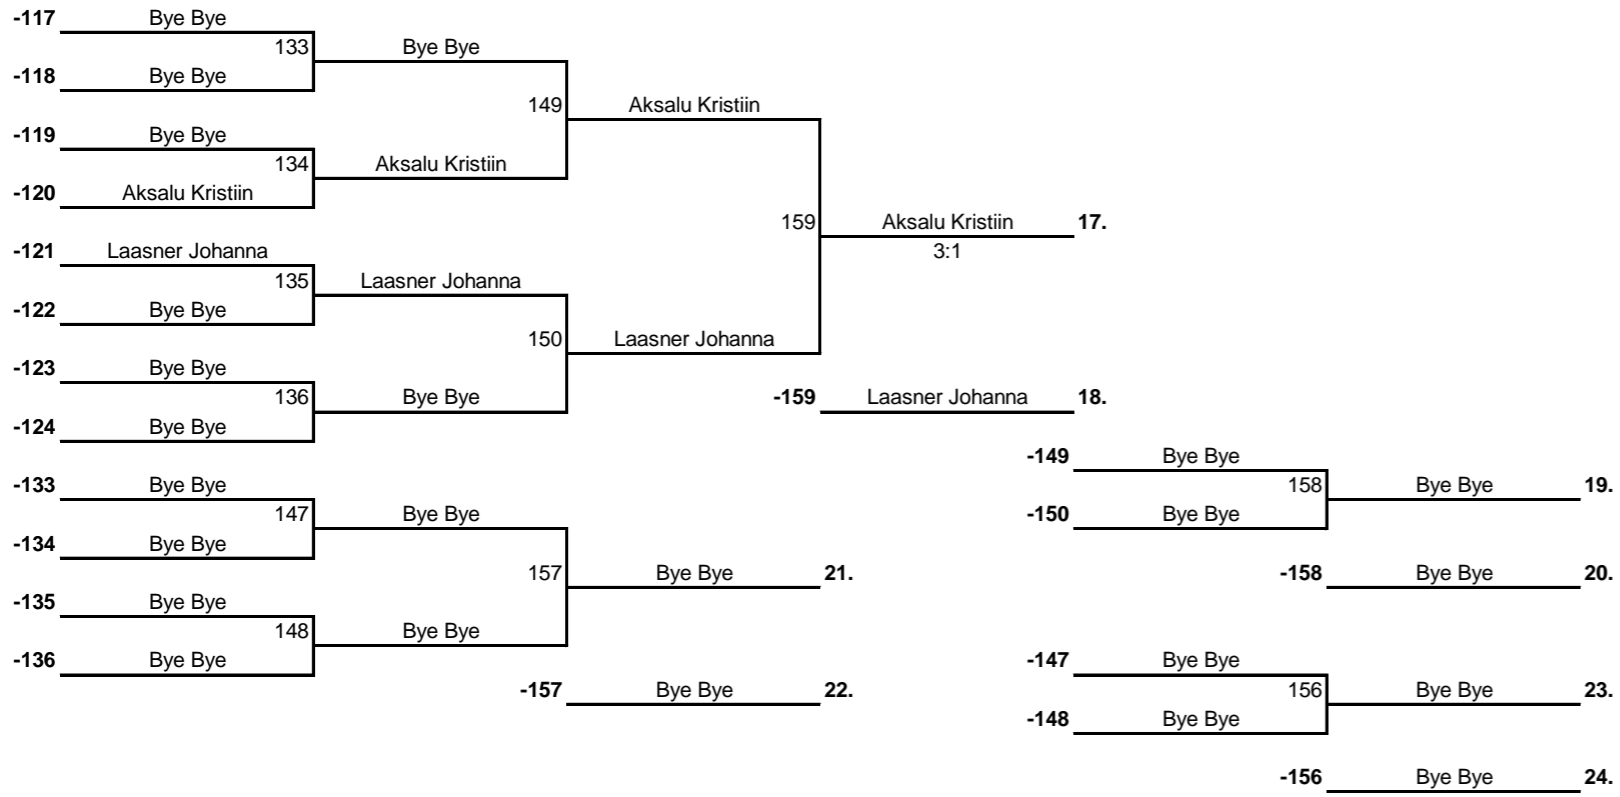 -117 Bye Bye
133 Bye Bye
-118 Bye Bye
149 Aksalu Kristiin
-119 Bye Bye
134 Aksalu Kristiin
-120 Aksalu Kristiin
159 Aksalu Kristiin 17.
3:1
-121 Laasner Johanna
135 Laasner Johanna
-122 Bye Bye
150 Laasner Johanna
-123 Bye Bye
136 Bye Bye
-159 Laasner Johanna 18.
-124 Bye Bye
-149 Bye Bye
158 Bye Bye 19.
-150 Bye Bye
-158 Bye Bye 20.
-133 Bye Bye
147 Bye Bye
-134 Bye Bye
157 Bye Bye 21.
-135 Bye Bye
148 Bye Bye
-136 Bye Bye
-157 Bye Bye 22.
-147 Bye Bye
156 Bye Bye 23.
-148 Bye Bye
-156 Bye Bye 24.